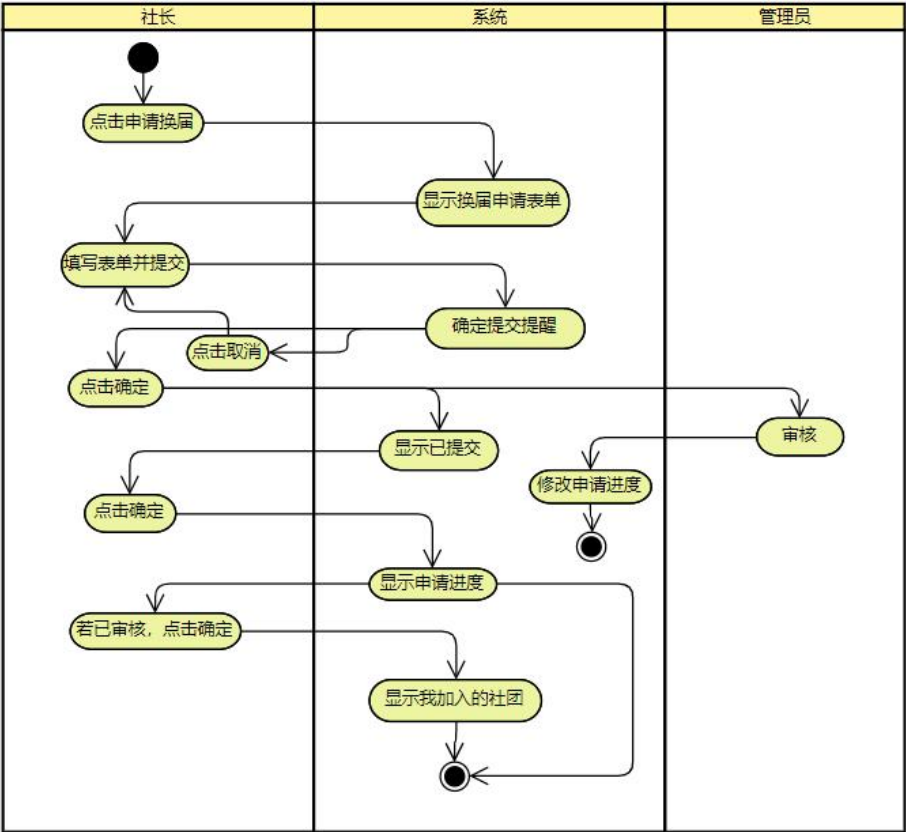 社长
系统
管理员
点击申请换届
显示换届申请表单
填写表单并提交
确定提交提醒
点击取消
点击确定
审核
显示已提交
修改申请进度
点击确定
显示申请进度
若已审核，点击确定
显示我加入的社团